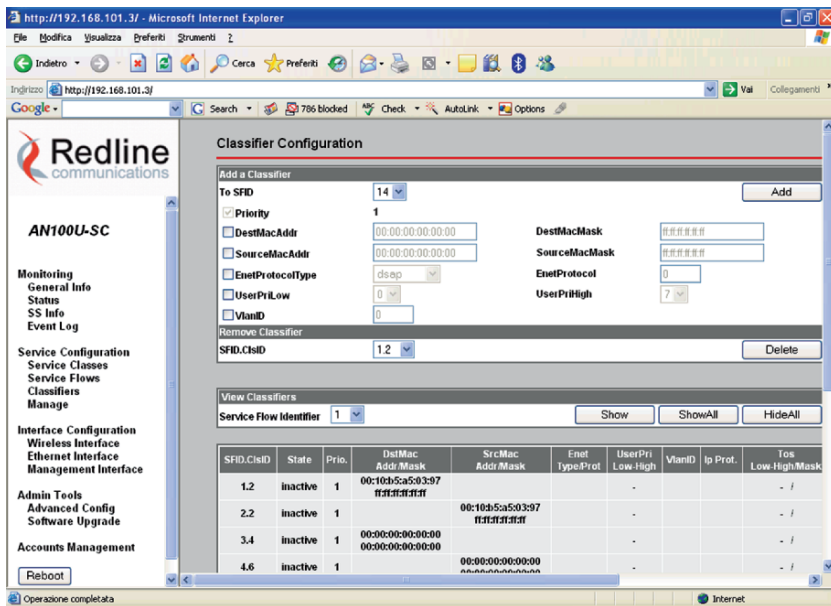 http://192.168.101.3/ - Microsoft Internet Explorer
File Modifica Visualizza Preferiti Strumenti ?
Indietro Cerca Preferiti
Indirizzo http://192.168.101.3/ Vai Collegamenti »
Google Search 786 blocked ABC Check AutoLink Options
Redline
communications
AN100U-SC
Monitoring
General Info
Status
SS Info
Event Log
Service Configuration
Service Classes
Service Flows
Classifiers
Manage
Interface Configuration
Wireless Interface
Ethernet Interface
Management Interface
Admin Tools
Advanced Config
Software Upgrade
Accounts Management
Reboot
Classifier Configuration
Add a Classifier
To SFID 14 Add
Priority 1
DestMacAddr 00:00:00:00:00:00 DestMacMask ff:ff:ff:ff:ff:ff
SourceMacAddr 00:00:00:00:00:00 SourceMacMask ff:ff:ff:ff:ff:ff
EnetProtocolType dsap EnetProtocol 0
UserPriLow 0 UserPriHigh 7
VlanID 0
Remove Classifier
SFID.ClsID 1.2 Delete
View Classifiers
Service Flow Identifier 1 Show ShowAll HideAll
SFID.ClsID State Prio. DstMac Addr/Mask SrcMac Addr/Mask Enet Type/Prot UserPri Low-High VlanID Ip Prot. Tos Low-High/Mask
1.2 inactive 1 00:10:b5:a5:03:97 ff:ff:ff:ff:ff:ff - - /
2.2 inactive 1 00:10:b5:a5:03:97 ff:ff:ff:ff:ff:ff - - /
3.4 inactive 1 00:00:00:00:00:00 00:00:00:00:00:00 - - /
4.6 inactive 1 00:00:00:00:00:00 00:00:00:00:00:00 - - /
Operazione completata Internet